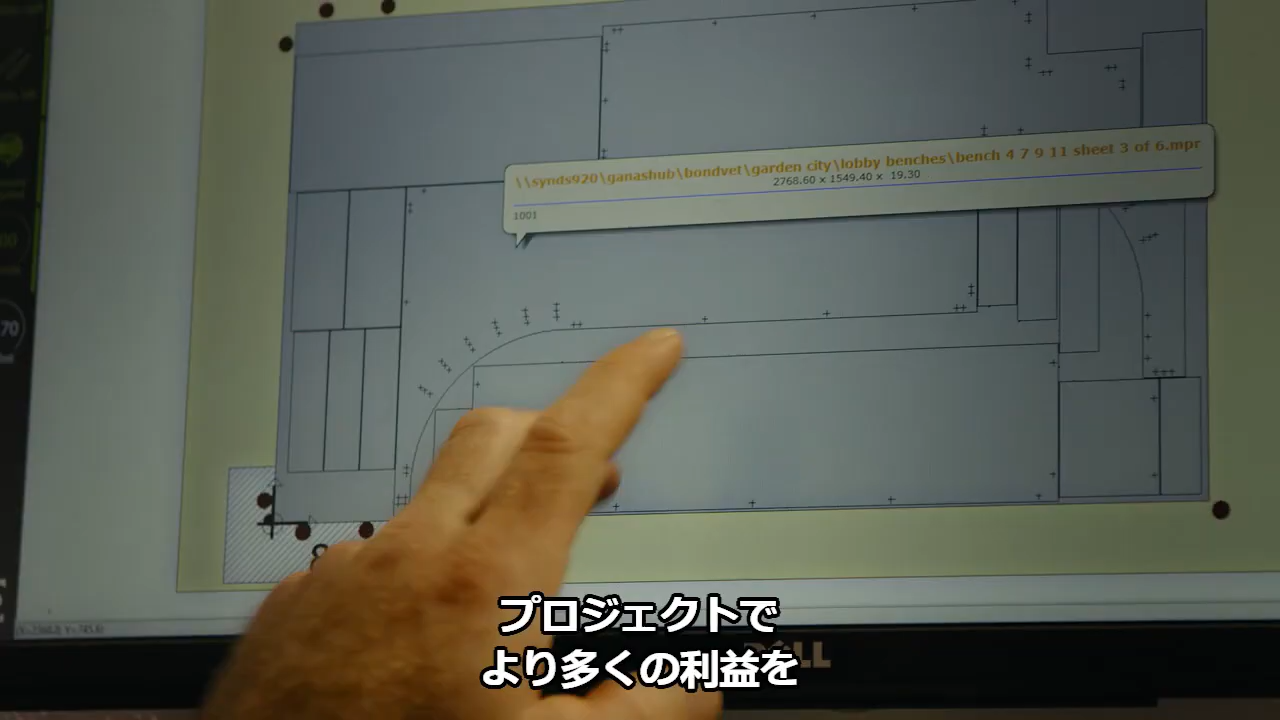 \\synds920\ganashub\bondvet\garden city\lobby benches\bench 4 7 9 11 sheet 3 of 6.mpr
2768.60 x 1549.40 x 19.30
1001
70
プロジェクトで
より多くの利益を
DELL